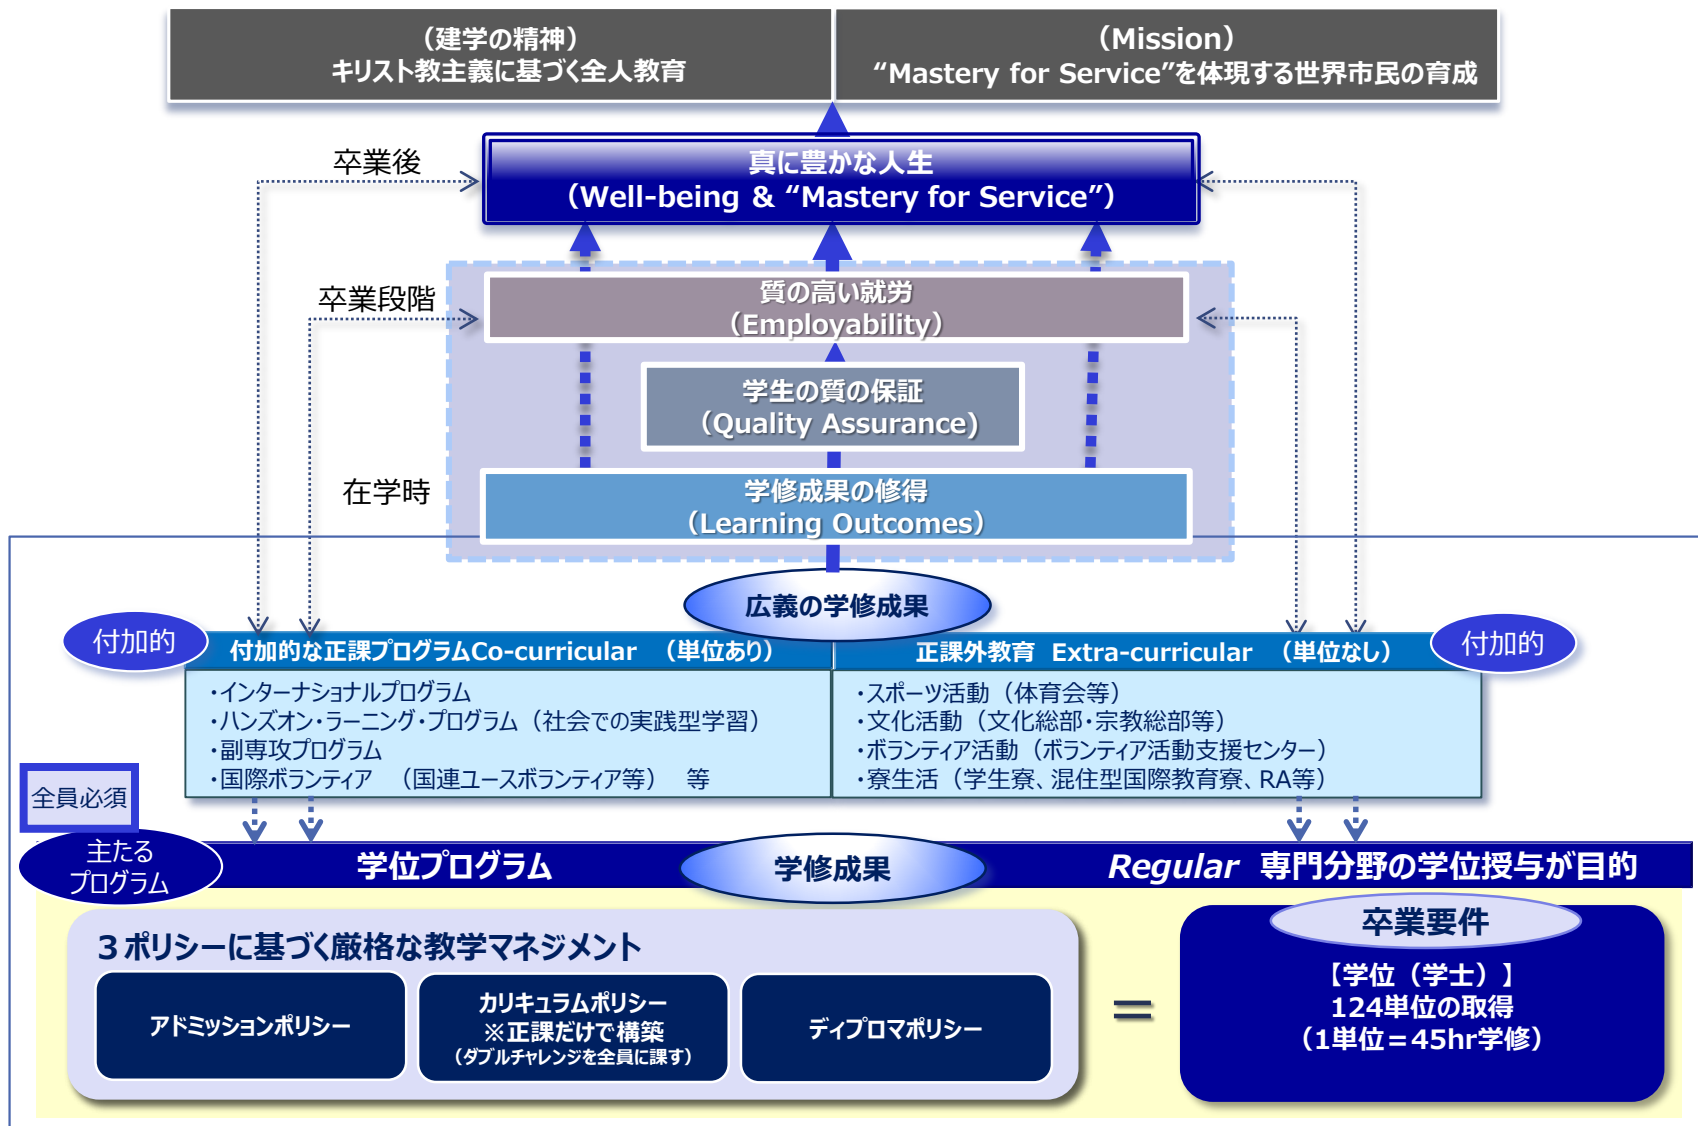 （建学の精神）
キリスト教主義に基づく全人教育
（Mission）
“Mastery for Service”を体現する世界市民の育成
卒業後
真に豊かな人生
（Well-being & “Mastery for Service”）
卒業段階
質の高い就労
（Employability）
学生の質の保証
（Quality Assurance)
在学時
学修成果の修得
（Learning Outcomes）
広義の学修成果
付加的
付加的な正課プログラムCo-curricular （単位あり）
・インターナショナルプログラム
・ハンズオン・ラーニング・プログラム（社会での実践型学習）
・副専攻プログラム
・国際ボランティア （国連ユースボランティア等） 等
正課外教育 Extra-curricular （単位なし）
付加的
・スポーツ活動（体育会等）
・文化活動（文化総部・宗教総部等）
・ボランティア活動（ボランティア活動支援センター）
・寮生活（学生寮、混住型国際教育寮、RA等）
全員必須
主たる
プログラム
学位プログラム
学修成果
Regular 専門分野の学位授与が目的
３ポリシーに基づく厳格な教学マネジメント
アドミッションポリシー
カリキュラムポリシー
※正課だけで構築
（ダブルチャレンジを全員に課す）
ディプロマポリシー
＝
卒業要件
【学位（学士）】
124単位の取得
（1単位＝45hr学修）